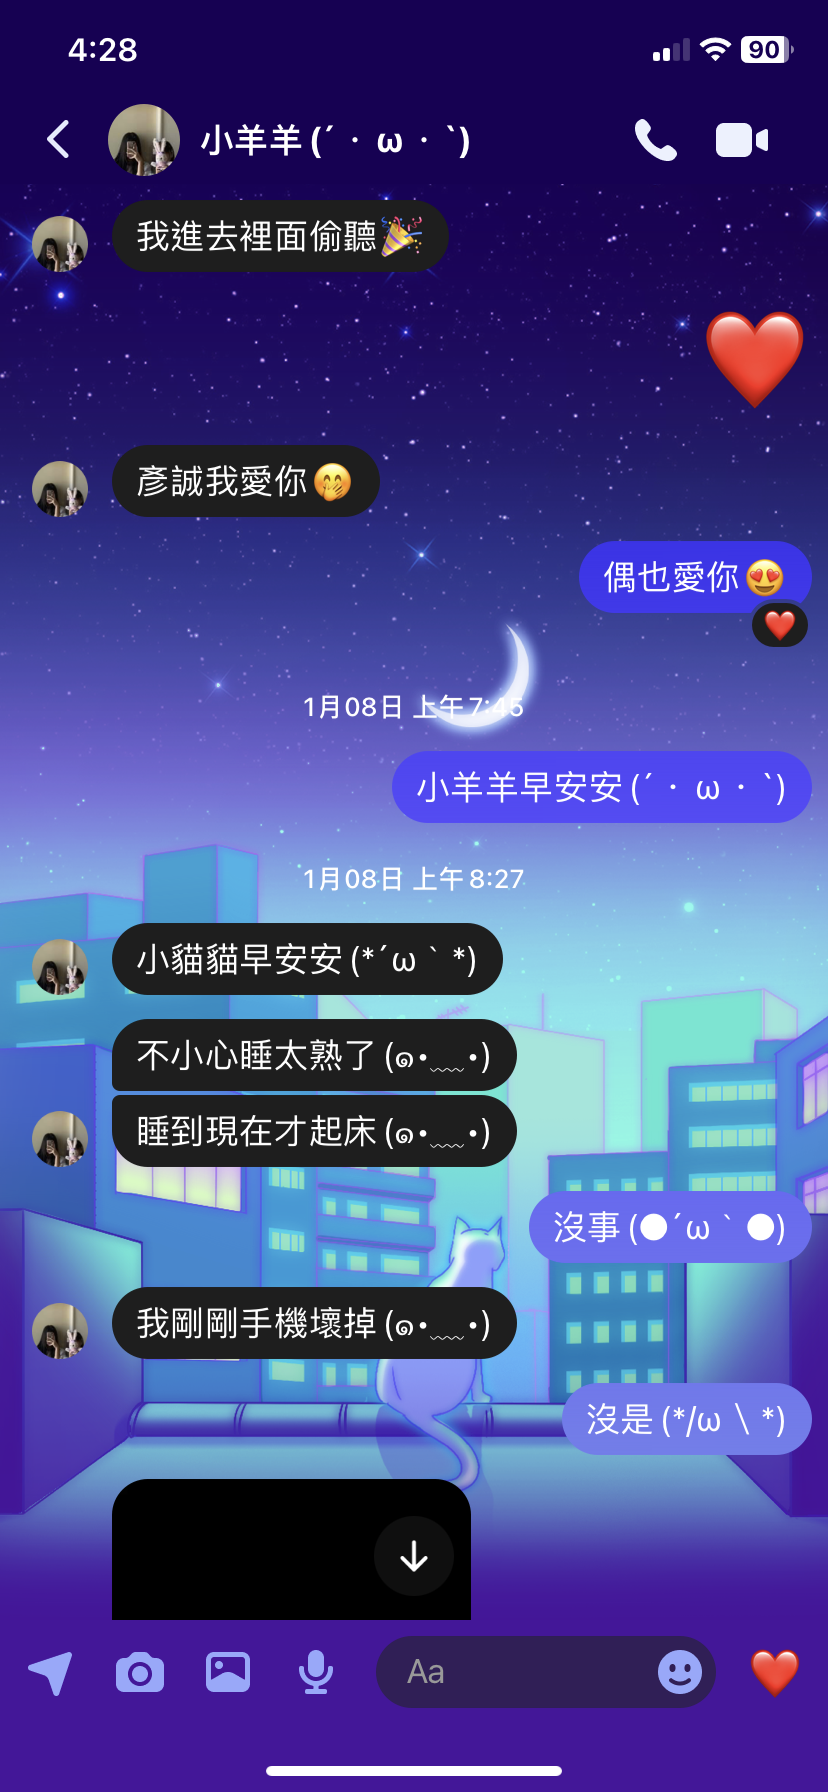 4:28
90
小羊羊 (´・ω・`)
我進去裡面偷聽🎉
彥誠我愛你🤭
偶也愛你😍
1月08日 上午7:45
小羊羊早安安 (´・ω・`)
1月08日 上午8:27
小貓貓早安安 (*´ω｀*)
不小心睡太熟了 (๑•﹏•)
睡到現在才起床 (๑•﹏•)
沒事 (●´ω｀●)
我剛剛手機壞掉 (๑•﹏•)
沒是 (*/ω＼*)
Aa